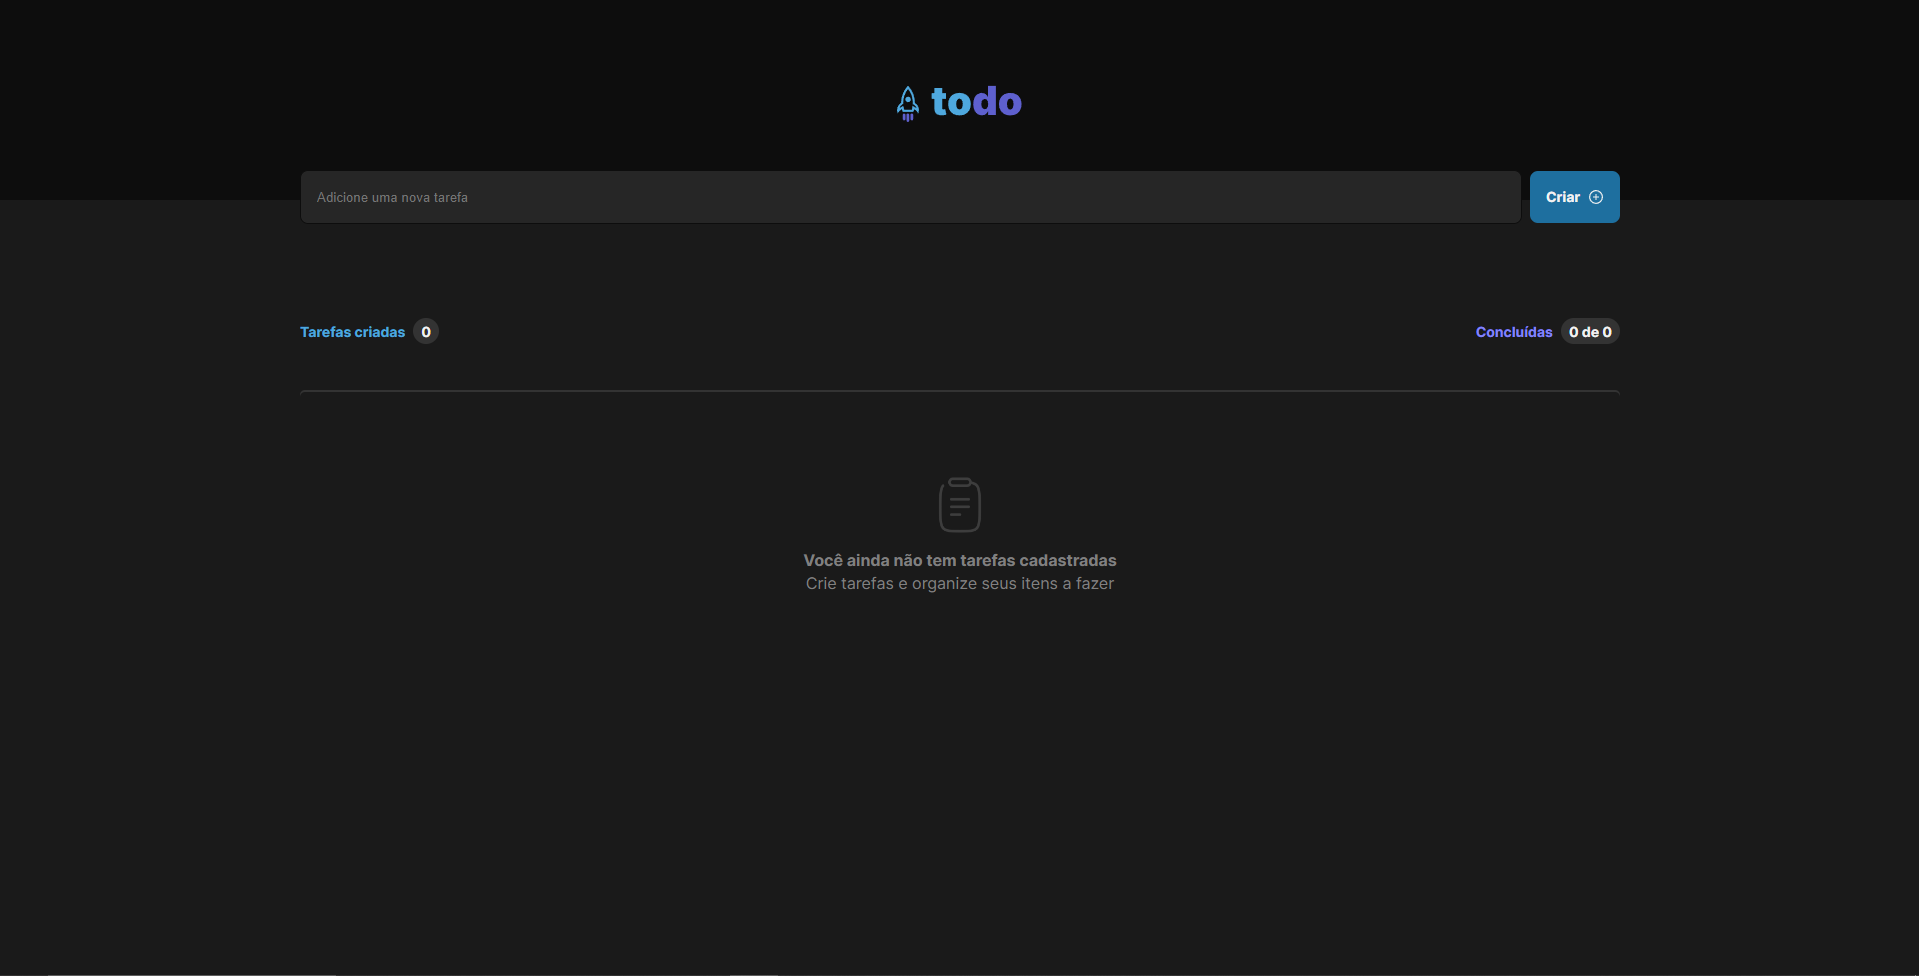 todo
Adicione uma nova tarefa
Criar
Tarefas criadas 0
Concluídas 0 de 0
Você ainda não tem tarefas cadastradas
Crie tarefas e organize seus itens a fazer